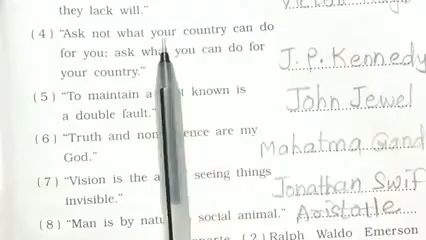 they lack will."
(4) "Ask not what your country can do
for you; ask what you can do for
your country."
J. P. Kennedy
(5) "To maintain a known is
a double fault."
John Jewel
(6) "Truth and non ence are my
God."
Mahatma Gand
(7) "Vision is the a seeing things
invisible."
Jonathan Swif
(8) "Man is by natu social animal."
Aristotle
(2) Ralph Waldo Emerson